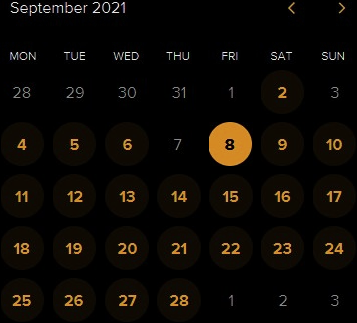 September 2021
MON TUE WED THU FRI SAT SUN
28 29 30 31 1 2 3
4 5 6 7 8 9 10
11 12 13 14 15 16 17
18 19 20 21 22 23 24
25 26 27 28 1 2 3